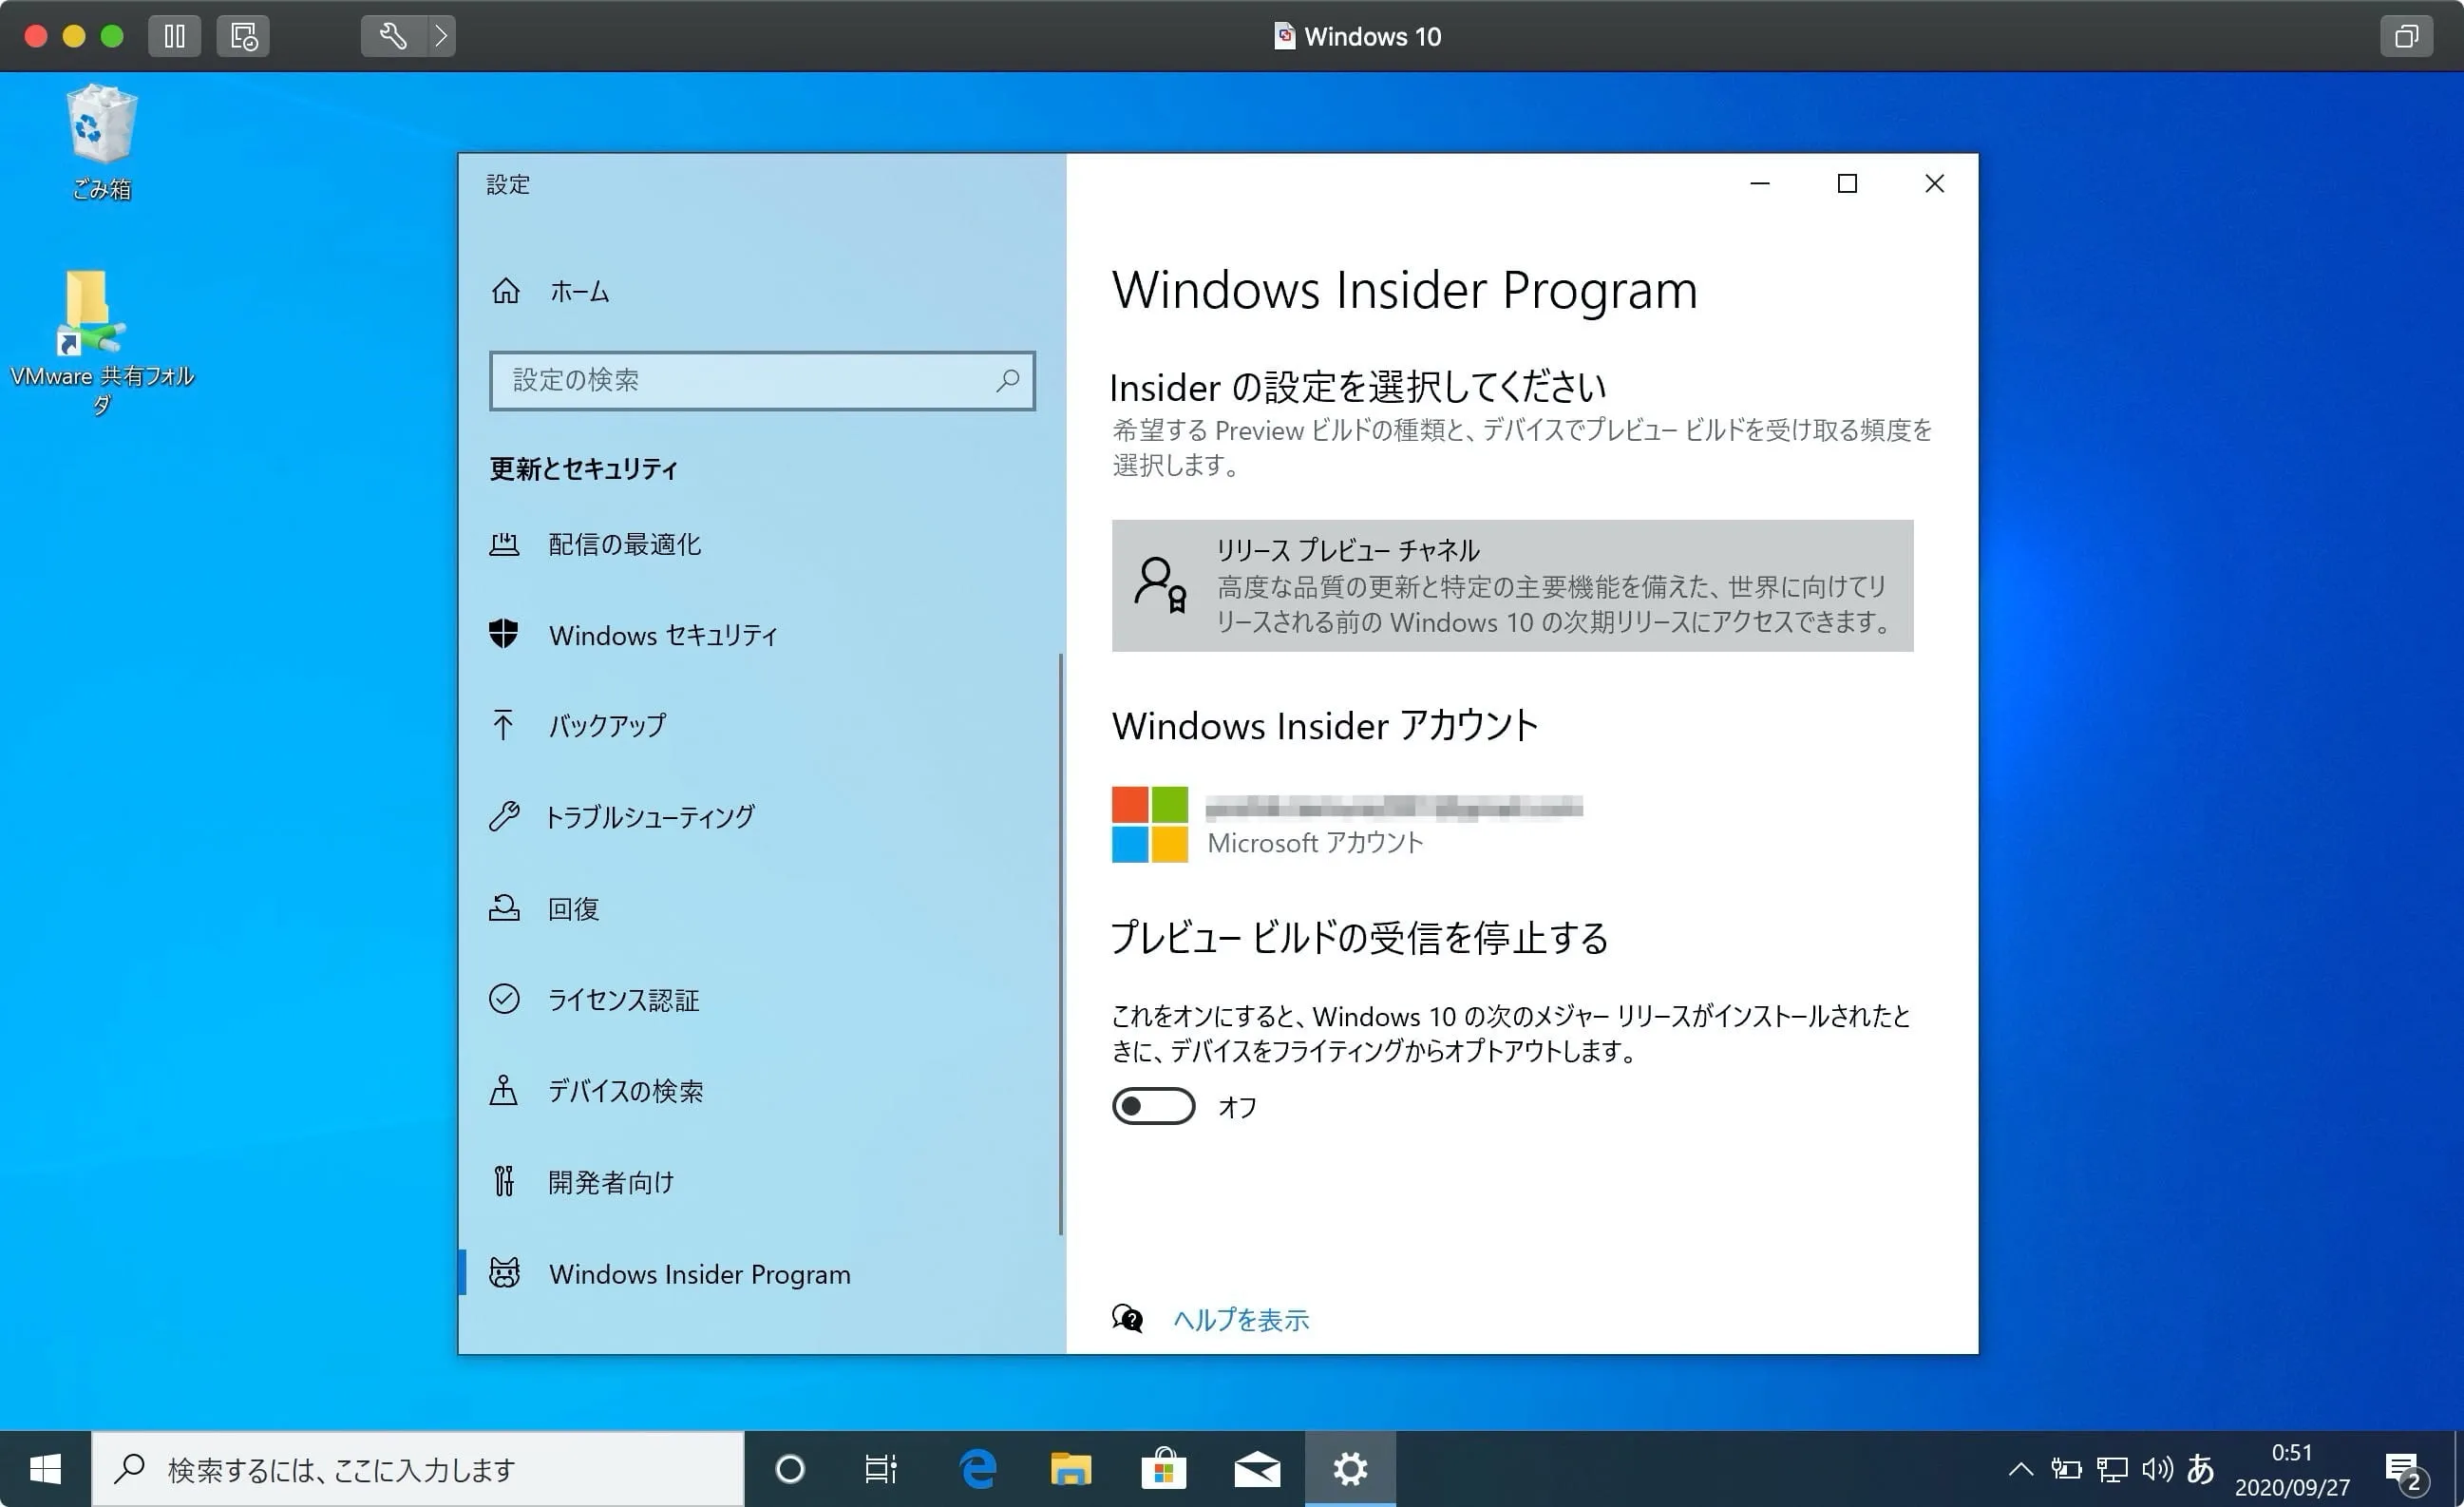 Windows 10
ごみ箱
VMware 共有フォル
ダ
設定
ホーム
設定の検索
更新とセキュリティ
配信の最適化
Windows セキュリティ
バックアップ
トラブルシューティング
回復
ライセンス認証
デバイスの検索
開発者向け
Windows Insider Program
Windows Insider Program
Insider の設定を選択してください
希望する Preview ビルドの種類と、デバイスでプレビュー ビルドを受け取る頻度を
選択します。
リリース プレビュー チャネル
高度な品質の更新と特定の主要機能を備えた、世界に向けてリ
リースされる前の Windows 10 の次期リリースにアクセスできます。
Windows Insider アカウント
Microsoft アカウント
プレビュー ビルドの受信を停止する
これをオンにすると、Windows 10 の次のメジャー リリースがインストールされたと
きに、デバイスをフライティングからオプトアウトします。
オフ
ヘルプを表示
検索するには、ここに入力します
あ
0:51
2020/09/27
2